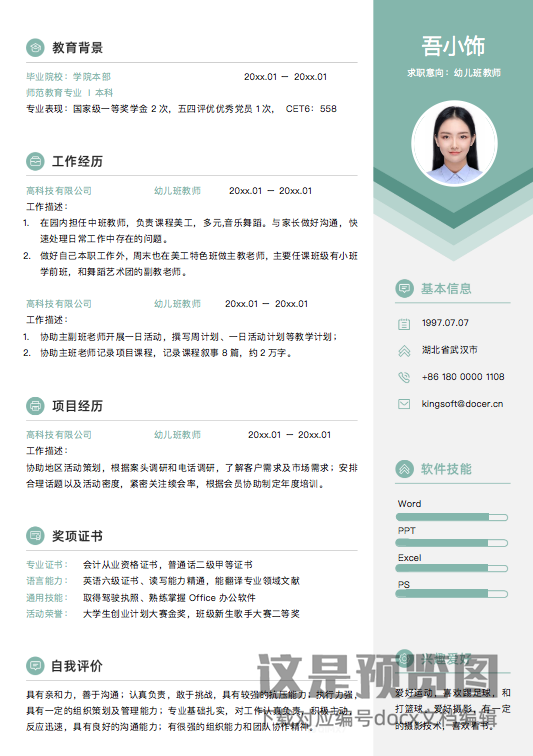 教育背景
毕业院校：学院本部 20xx.01 － 20xx.01
师范教育专业 | 本科
专业表现：国家级一等奖学金 2 次，五四评优优秀党员 1 次， CET6：558
工作经历
高科技有限公司 幼儿班教师 20xx.01 － 20xx.01
工作描述：
1. 在园内担任中班教师，负责课程美工，多元,音乐舞蹈。与家长做好沟通，快
速处理日常工作中存在的问题。
2. 做好自己本职工作外，周末也在美工特色班做主教老师，主要任课班级有小班
学前班，和舞蹈艺术团的副教老师。
高科技有限公司 幼儿班教师 20xx.01 － 20xx.01
工作描述：
1. 协助主副班老师开展一日活动，撰写周计划、一日活动计划等教学计划；
2. 协助主班老师记录项目课程，记录课程叙事 8 篇，约 2 万字。
项目经历
高科技有限公司 幼儿班教师 20xx.01 － 20xx.01
工作描述：
协助地区活动策划，根据案头调研和电话调研，了解客户需求及市场需求；安排
合理话题以及活动密度，紧密关注续会率，根据会员协助制定年度培训。
奖项证书
专业证书： 会计从业资格证书，普通话二级甲等证书
语言能力： 英语六级证书、读写能力精通，能翻译专业领域文献
通用技能： 取得驾驶执照、熟练掌握 Office 办公软件
活动荣誉： 大学生创业计划大赛金奖，班级新生歌手大赛二等奖
自我评价
具有亲和力，善于沟通；认真负责，敢于挑战，具有较强的抗压能力；执行力强，
具有一定的组织策划及管理能力；专业基础扎实，对工作认真负责，积极主动，
反应迅速，具有良好的沟通能力；有很强的组织能力和团队协作精神。
吾小饰
求职意向：幼儿班教师
基本信息
1997.07.07
湖北省武汉市
+86 180 0000 1108
kingsoft@docer.cn
软件技能
Word
PPT
Excel
PS
兴趣爱好
爱好运动，喜欢踢足球，和
打篮球。爱好摄影，有一定
的摄影技术，喜欢看书。
这是预览图
下载对应编号docx文档编辑